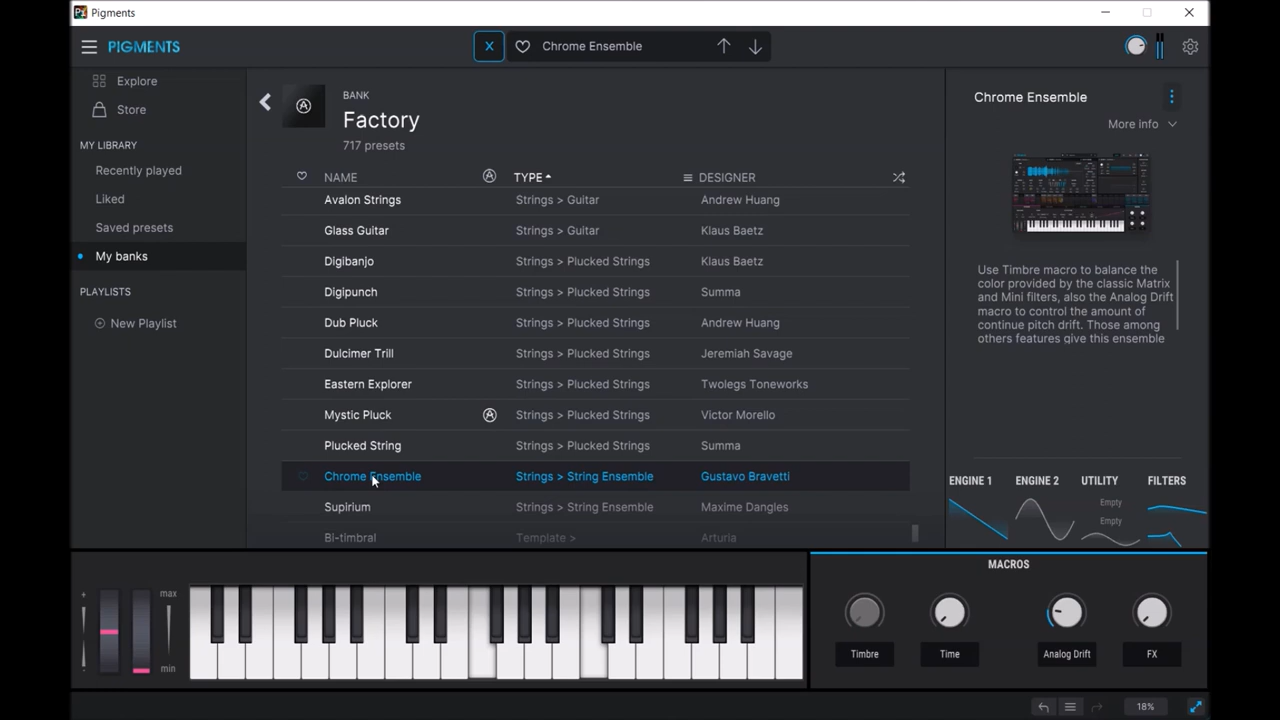 Pigments
PIGMENTS
X
Chrome Ensemble
Explore
Store
MY LIBRARY
Recently played
Liked
Saved presets
My banks
PLAYLISTS
New Playlist
BANK
Factory
717 presets
NAME TYPE DESIGNER
Avalon Strings Strings > Guitar Andrew Huang
Glass Guitar Strings > Guitar Klaus Baetz
Digibanjo Strings > Plucked Strings Klaus Baetz
Digipunch Strings > Plucked Strings Summa
Dub Pluck Strings > Plucked Strings Andrew Huang
Dulcimer Trill Strings > Plucked Strings Jeremiah Savage
Eastern Explorer Strings > Plucked Strings Twolegs Toneworks
Mystic Pluck Strings > Plucked Strings Victor Morello
Plucked String Strings > Plucked Strings Summa
Chrome Ensemble Strings > String Ensemble Gustavo Bravetti
Supirium Strings > String Ensemble Maxime Dangles
Bi-timbral Template > Arturia
Chrome Ensemble
More info
Use Timbre macro to balance the
color provided by the classic Matrix
and Mini filters, also the Analog Drift
macro to control the amount of
continue pitch drift. Those among
others features give this ensemble
ENGINE 1 ENGINE 2 UTILITY FILTERS
Empty
Empty
+
-
max
min
MACROS
Timbre Time Analog Drift FX
18%